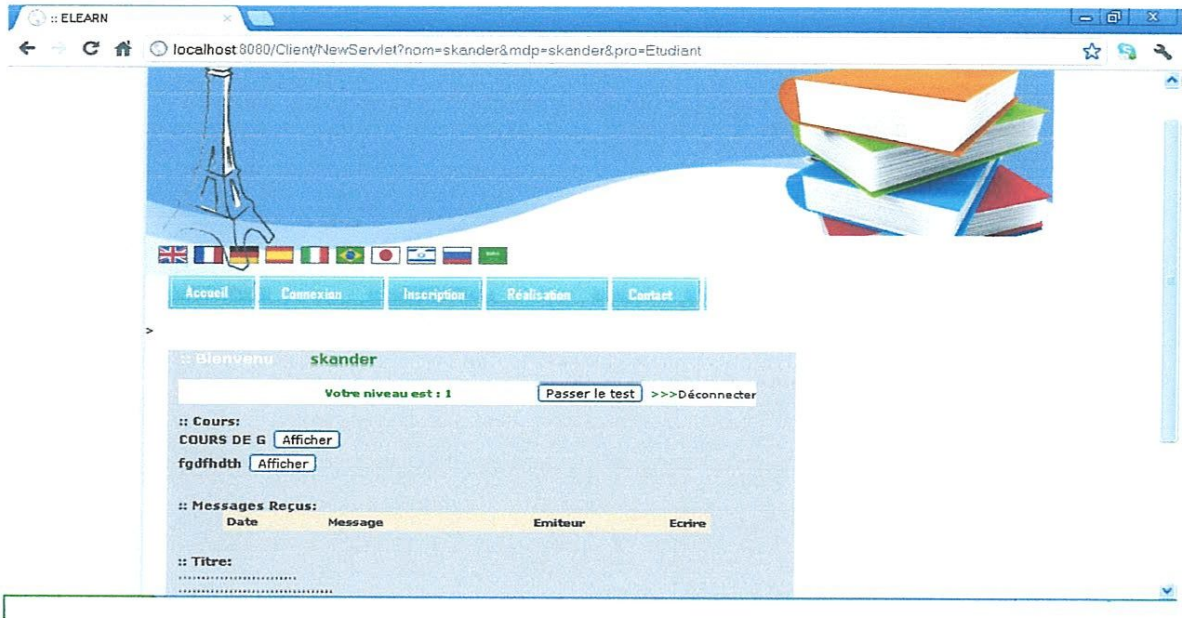 :: ELEARN
localhost:8080/Client/NewServlet?nom=skander&mdp=skander&pro=Etudiant
Accueil Connexion Inscription Réalisation Contact
>
:: Bienvenu skander
Votre niveau est : 1 Passer le test >>>Déconnecter
:: Cours:
COURS DE G Afficher
fgdfhdth Afficher
:: Messages Reçus:
Date Message Emiteur Ecrire
:: Titre: